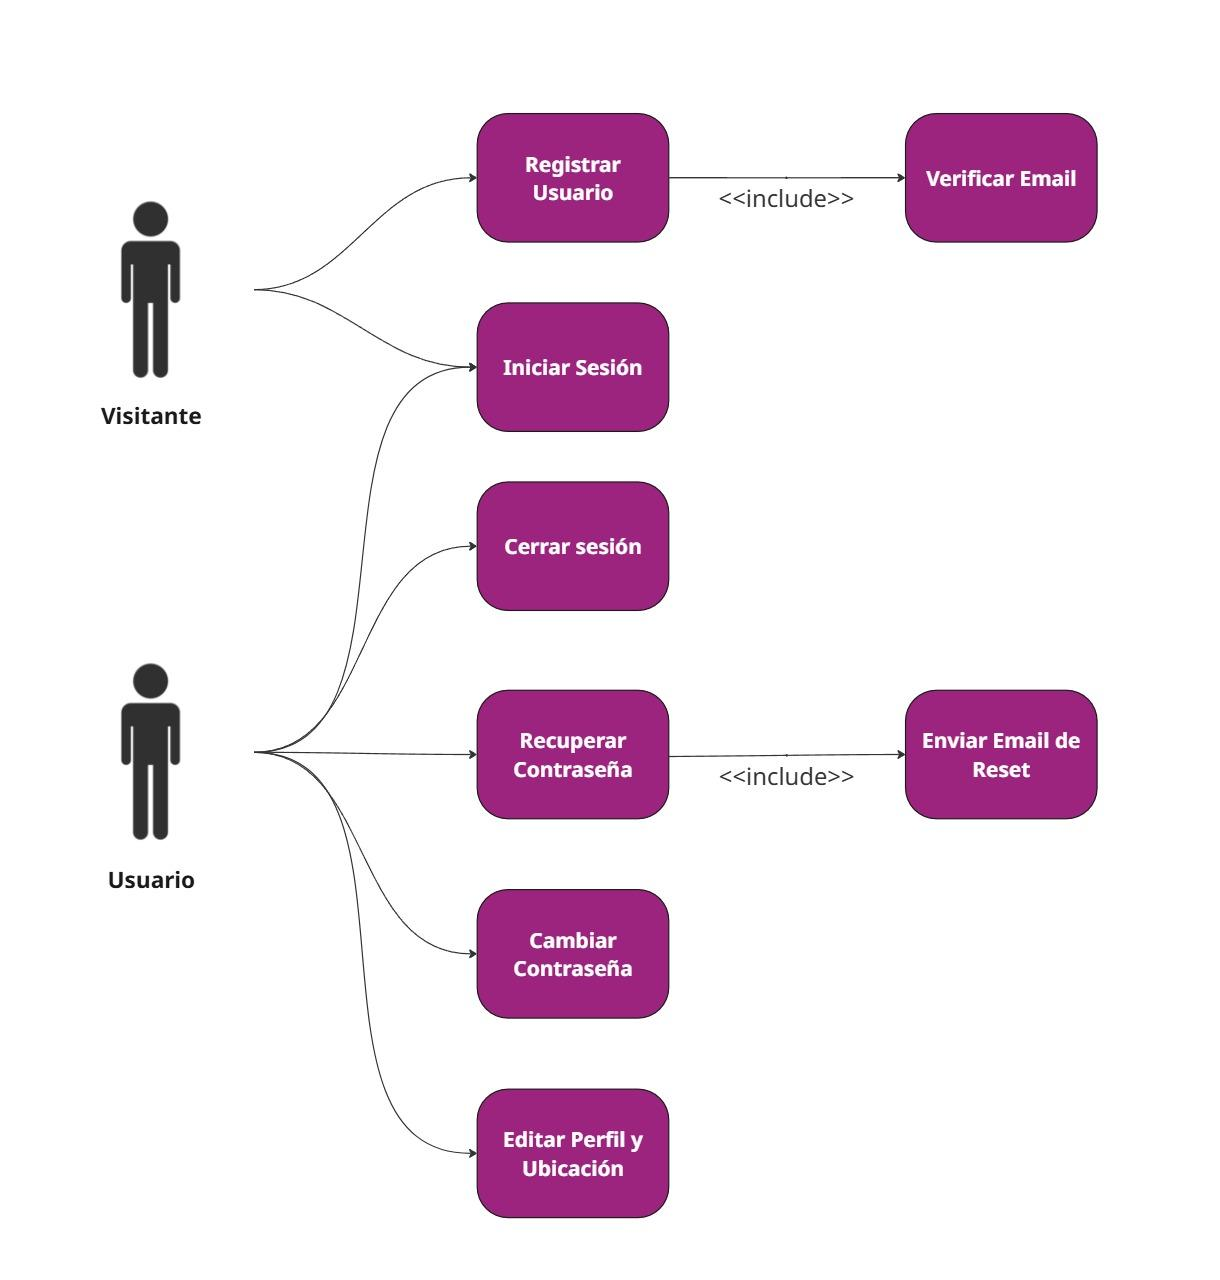 Registrar
Usuario
<<include>>
Verificar Email
Visitante
Iniciar Sesión
Cerrar sesión
Usuario
Recuperar
Contraseña
<<include>>
Enviar Email de
Reset
Cambiar
Contraseña
Editar Perfil y
Ubicación